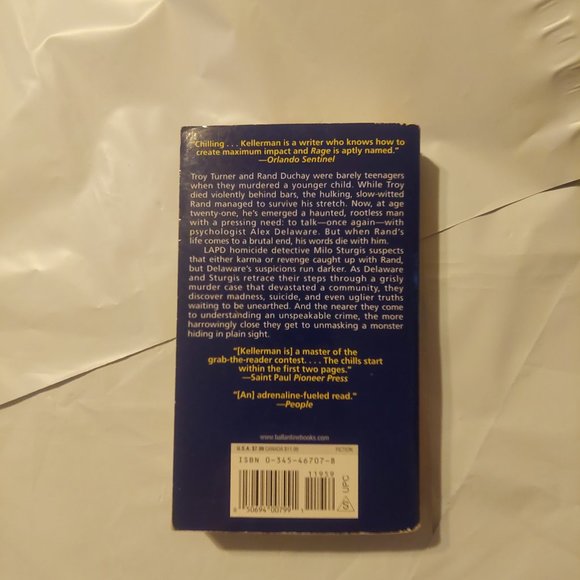 "Chilling . . . Kellerman is a writer who knows how to
create maximum impact and Rage is aptly named."
—Orlando Sentinel
Troy Turner and Rand Duchay were barely teenagers
when they murdered a younger child. While Troy
died violently behind bars, the hulking, slow-witted
Rand managed to survive his stretch. Now, at age
twenty-one, he's emerged a haunted, rootless man
with a pressing need: to talk—once again—with
psychologist Alex Delaware. But when Rand's
life comes to a brutal end, his words die with him.
LAPD homicide detective Milo Sturgis suspects
that either karma or revenge caught up with Rand,
but Delaware's suspicions run darker. As Delaware
and Sturgis retrace their steps through a grisly
murder case that devastated a community, they
discover madness, suicide, and even uglier truths
waiting to be unearthed. And the nearer they come
to understanding an unspeakable crime, the more
harrowingly close they get to unmasking a monster
hiding in plain sight.
"[Kellerman is] a master of the
grab-the-reader contest. . . . The chills start
within the first two pages."
—Saint Paul Pioneer Press
"[An] adrenaline-fueled read."
—People
www.ballantinebooks.com
U.S.A. $7.99 CANADA $11.99 FICTION
ISBN 0-345-46707-8
11959
50694 00799
UPC